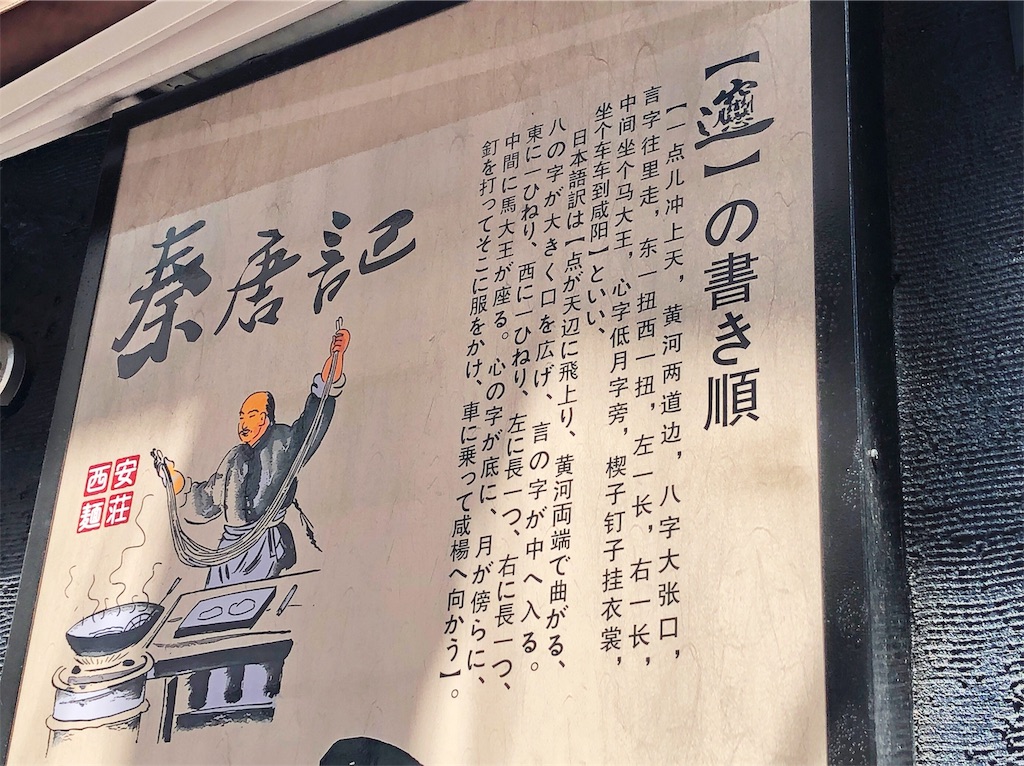 【𰻞】の書き順
【一点儿冲上天，黄河两道边，八字大张口，
言字往里走，东一扭西一扭，左一长，右一长，
中间坐个马大王，心字低月字旁，楔子钉子挂衣裳，
坐个车车到咸阳】といい、
日本語訳は【点が天辺に飛上り、黄河両端で曲がる、
八の字が大きく口を広げ、言の字が中へ入る。
東に一ひねり、西に一ひねり、左に長一つ、右に長一つ、
中間に馬大王が座る。心の字が底に、月が傍らに、
釘を打ってそこに服をかけ、車に乗って咸楊へ向かう】。
秦唐記
西安
麺荘